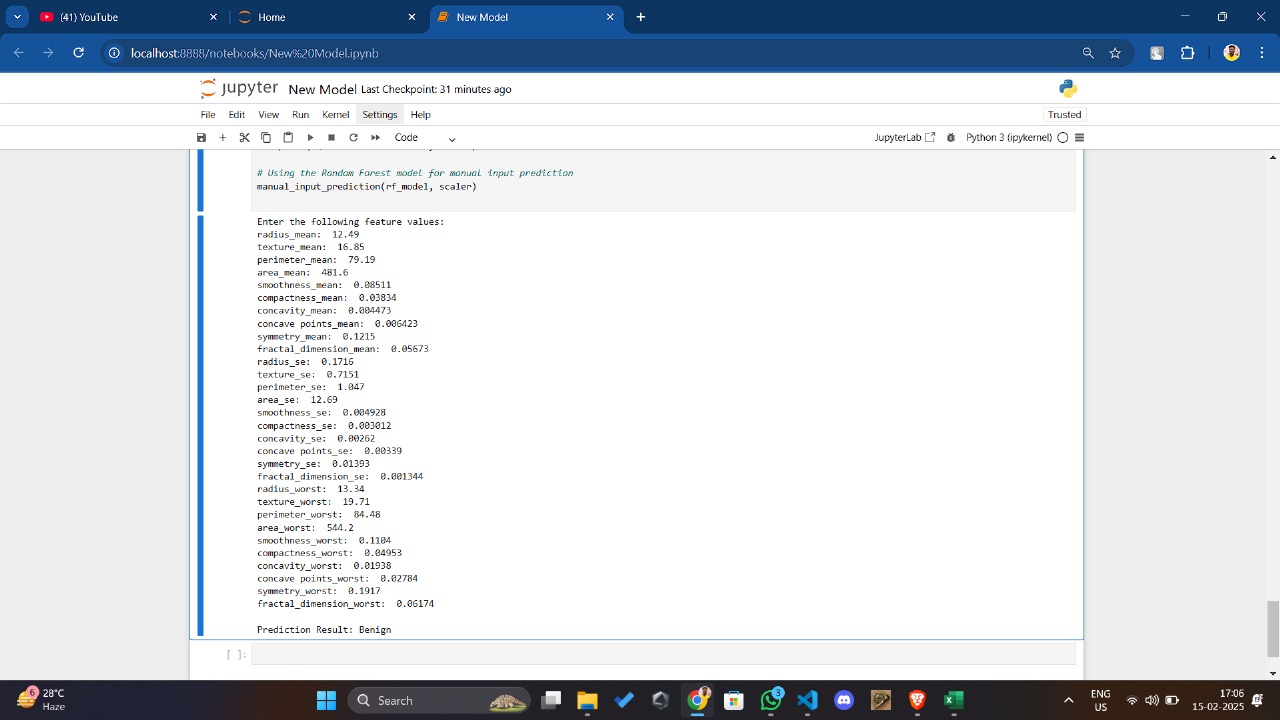 (41) YouTube
Home
New Model
localhost:8888/notebooks/New%20Model.ipynb
jupyter New Model Last Checkpoint: 31 minutes ago
File Edit View Run Kernel Settings Help
Trusted
Code
JupyterLab
Python 3 (ipykernel)
# Using the Random Forest model for manual input prediction
manual_input_prediction(rf_model, scaler)
Enter the following feature values:
radius_mean: 12.49
texture_mean: 16.85
perimeter_mean: 79.19
area_mean: 481.6
smoothness_mean: 0.08511
compactness_mean: 0.03834
concavity_mean: 0.004473
concave points_mean: 0.006423
symmetry_mean: 0.1215
fractal_dimension_mean: 0.05673
radius_se: 0.1716
texture_se: 0.7151
perimeter_se: 1.047
area_se: 12.69
smoothness_se: 0.004928
compactness_se: 0.003012
concavity_se: 0.00262
concave points_se: 0.00339
symmetry_se: 0.01393
fractal_dimension_se: 0.001344
radius_worst: 13.34
texture_worst: 19.71
perimeter_worst: 84.48
area_worst: 544.2
smoothness_worst: 0.1104
compactness_worst: 0.04953
concavity_worst: 0.01938
concave points_worst: 0.02784
symmetry_worst: 0.1917
fractal_dimension_worst: 0.06174
Prediction Result: Benign
[ ]:
6
28°C
Haze
Search
3
ENG
US
17:06
15-02-2025